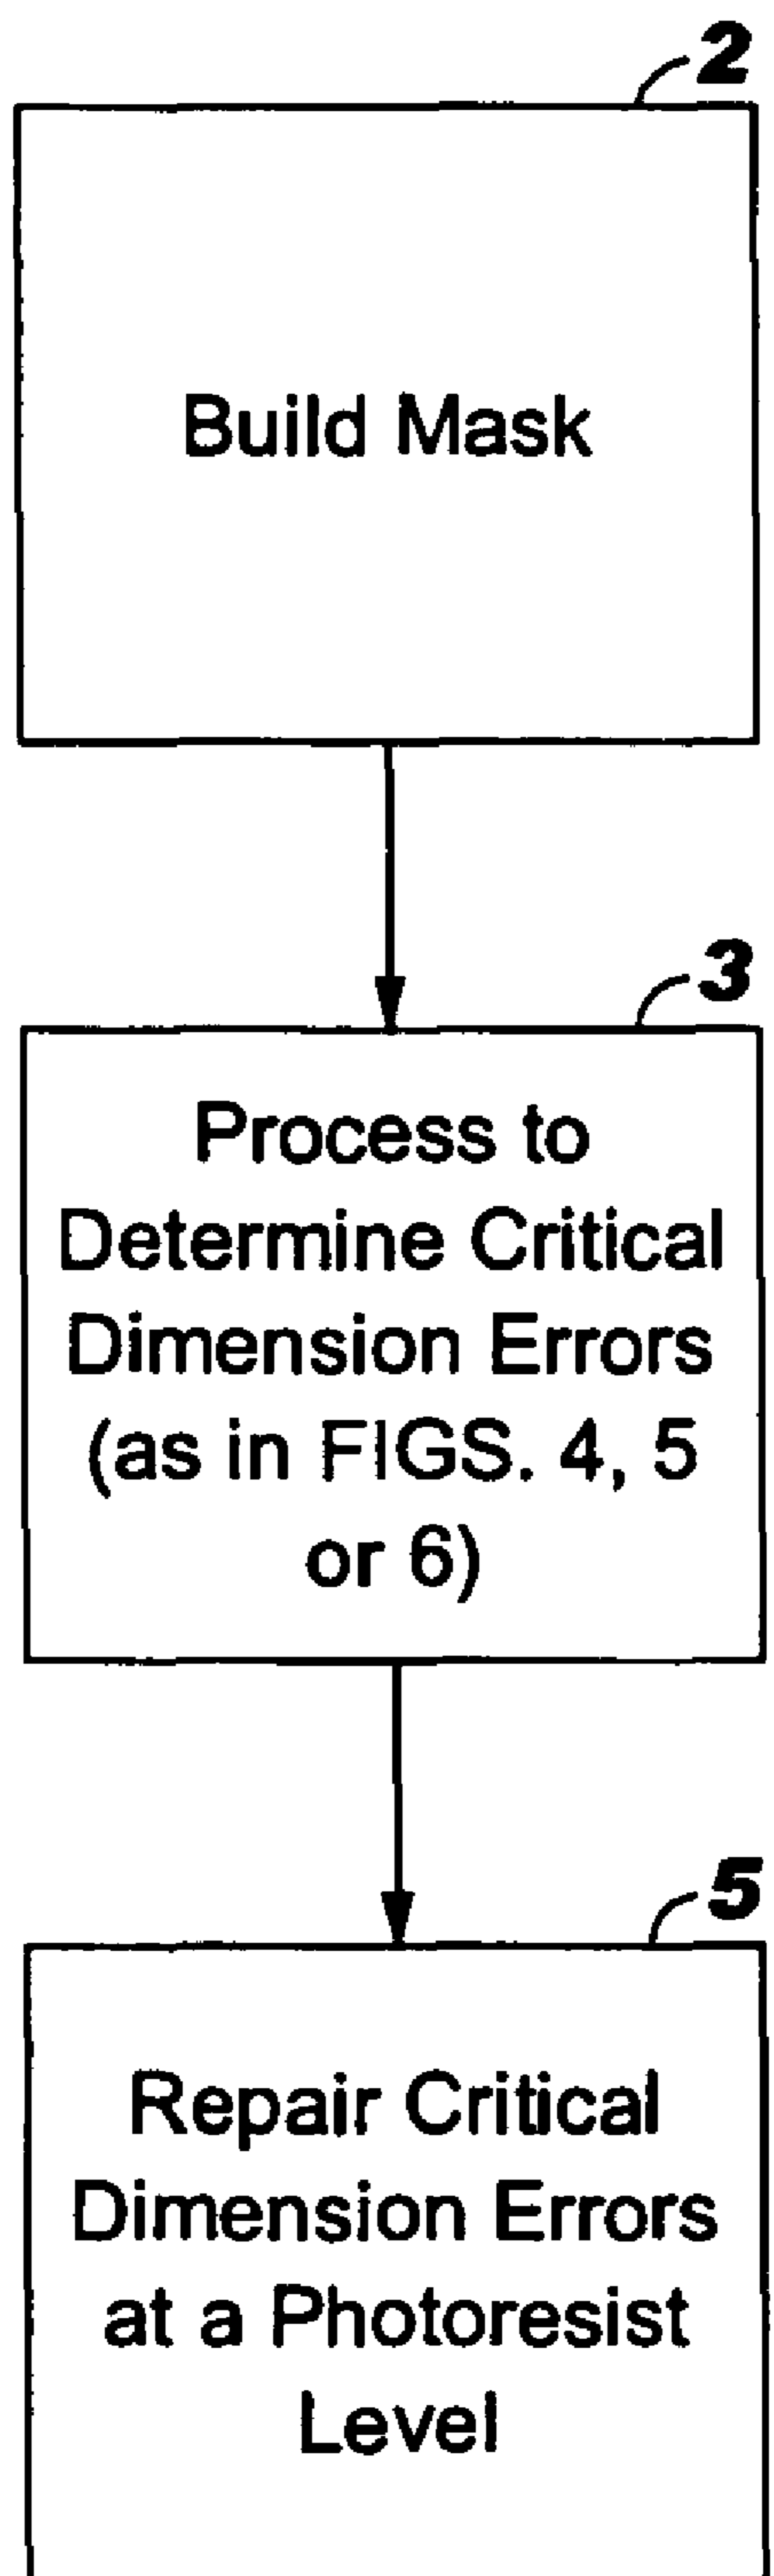 2
Build Mask
3
Process to
Determine Critical
Dimension Errors
(as in FIGS. 4, 5
or 6)
5
Repair Critical
Dimension Errors
at a Photoresist
Level